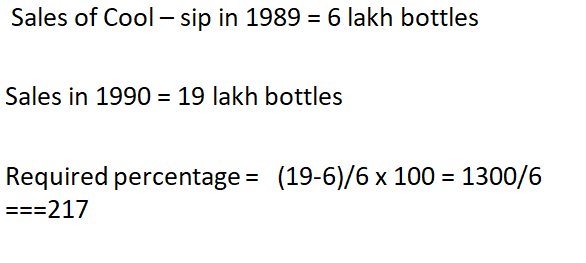 Sales of Cool – sip in 1989 = 6 lakh bottles
Sales in 1990 = 19 lakh bottles
Required percentage = (19-6)/6 x 100 = 1300/6
===217